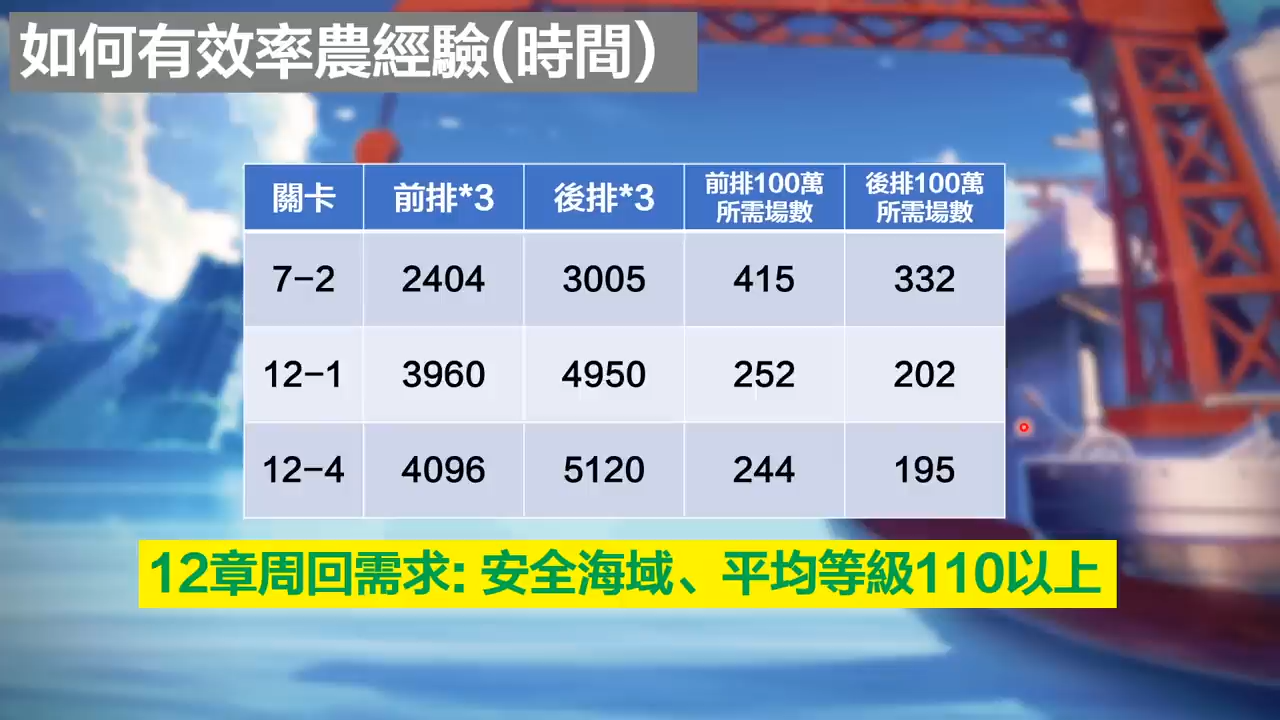 如何有效率農經驗(時間)
關卡 前排*3 後排*3 前排100萬所需場數 後排100萬所需場數
7-2 2404 3005 415 332
12-1 3960 4950 252 202
12-4 4096 5120 244 195
12章周回需求: 安全海域、平均等級110以上